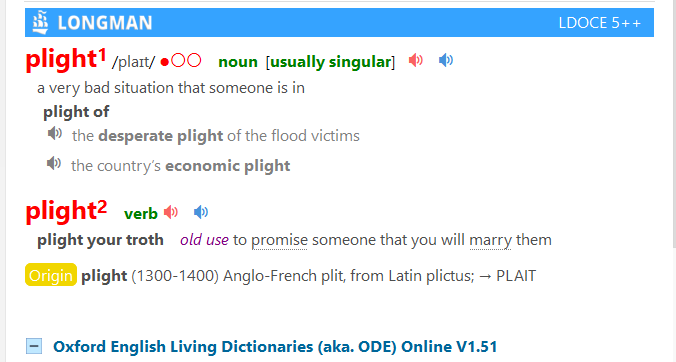 LONGMAN LDOCE 5++
plight1 /plaɪt/ ●○○ noun [usually singular]
a very bad situation that someone is in
plight of
the desperate plight of the flood victims
the country’s economic plight
plight2 verb
plight your troth old use to promise someone that you will marry them
Origin plight (1300-1400) Anglo-French plit, from Latin plictus; → PLAIT
Oxford English Living Dictionaries (aka. ODE) Online V1.51